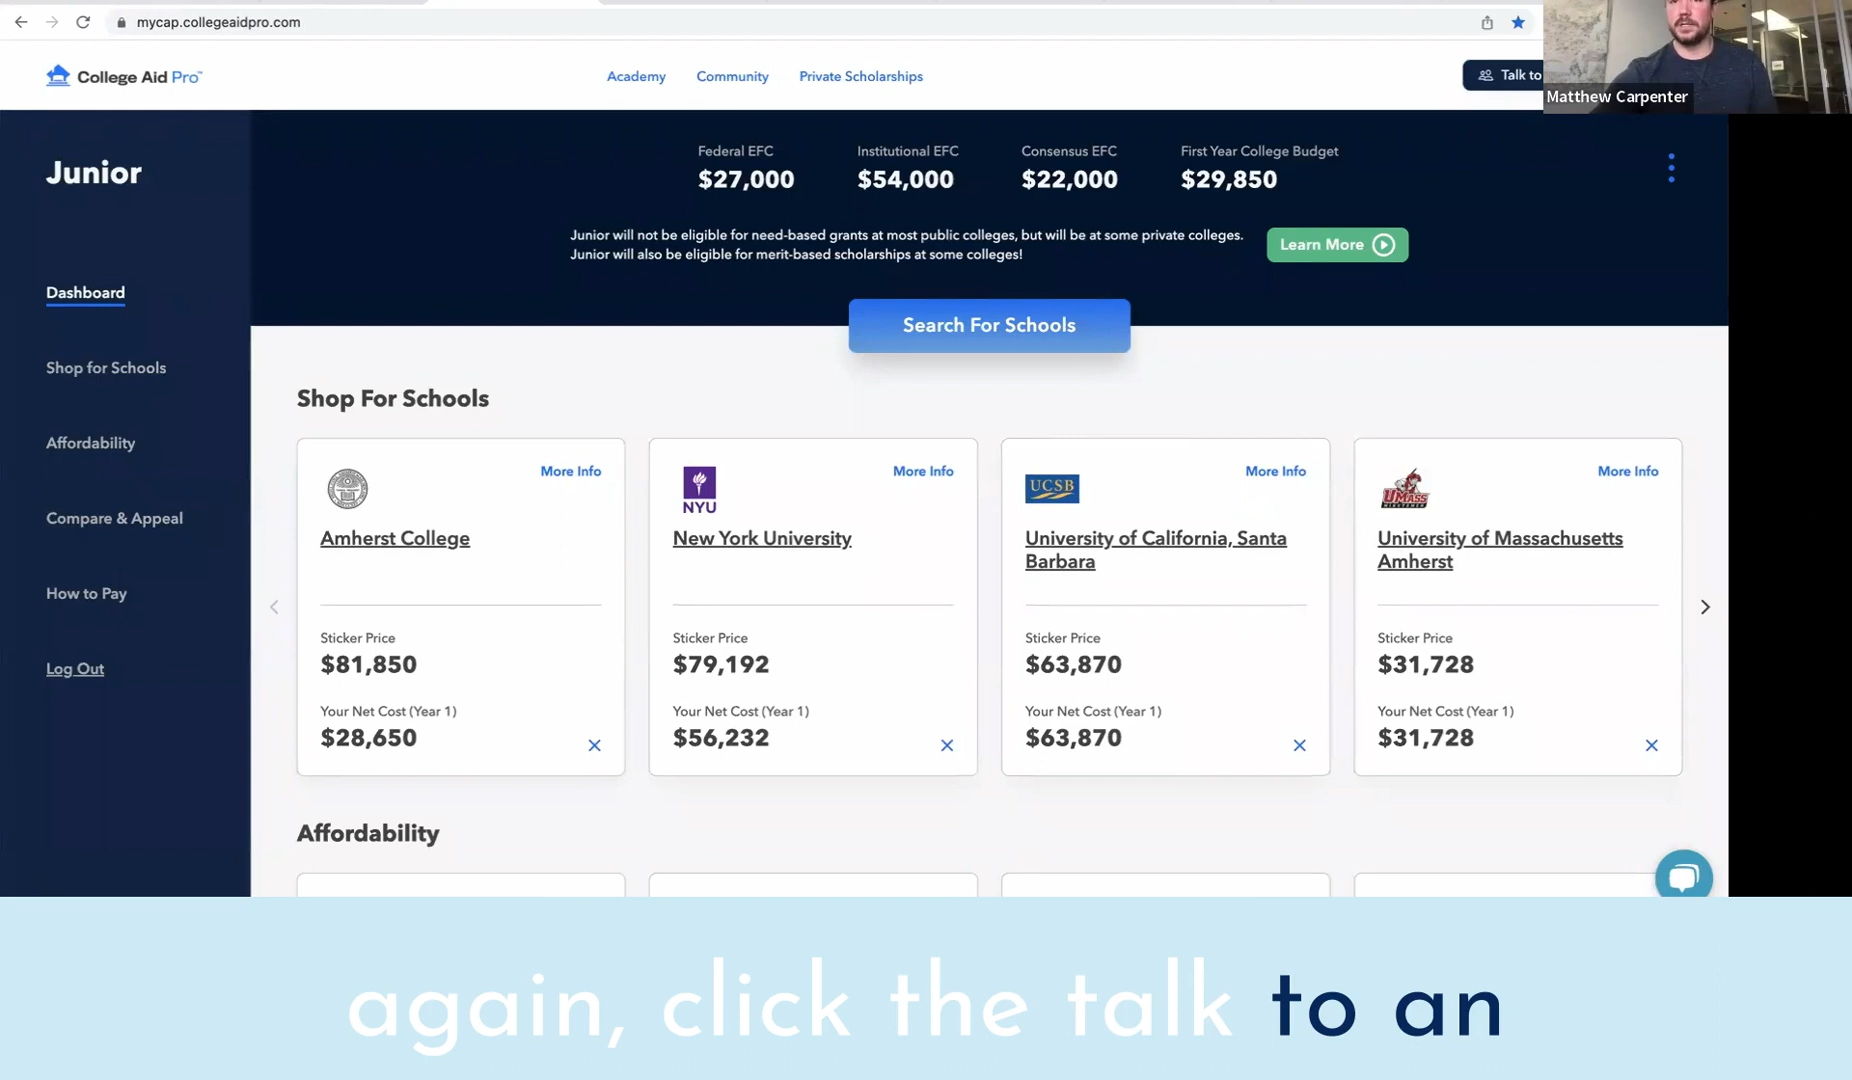 mycap.collegeaidpro.com
College Aid Pro™
Academy
Community
Private Scholarships
Talk to
Matthew Carpenter
Junior
Federal EFC
$27,000
Institutional EFC
$54,000
Consensus EFC
$22,000
First Year College Budget
$29,850
Junior will not be eligible for need-based grants at most public colleges, but will be at some private colleges.
Junior will also be eligible for merit-based scholarships at some colleges!
Learn More
Dashboard
Shop for Schools
Affordability
Compare & Appeal
How to Pay
Log Out
Search For Schools
Shop For Schools
More Info
Amherst College
Sticker Price
$81,850
Your Net Cost (Year 1)
$28,650
More Info
NYU
New York University
Sticker Price
$79,192
Your Net Cost (Year 1)
$56,232
More Info
UCSB
University of California, Santa
Barbara
Sticker Price
$63,870
Your Net Cost (Year 1)
$63,870
More Info
UMASS
University of Massachusetts
Amherst
Sticker Price
$31,728
Your Net Cost (Year 1)
$31,728
Affordability
again, click the talk to an